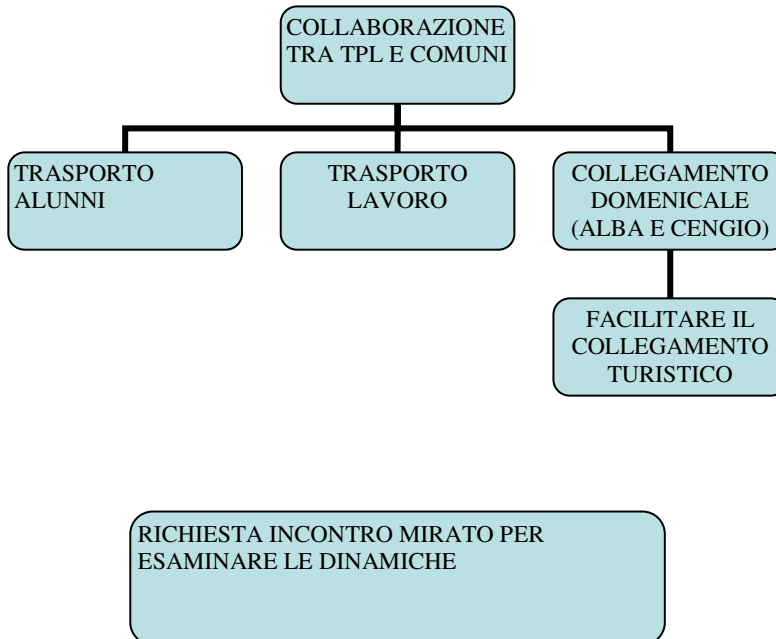 COLLABORAZIONE
TRA TPL E COMUNI
TRASPORTO
ALUNNI
TRASPORTO
LAVORO
COLLEGAMENTO
DOMENICALE
(ALBA E CENGIO)
FACILITARE IL
COLLEGAMENTO
TURISTICO
RICHIESTA INCONTRO MIRATO PER
ESAMINARE LE DINAMICHE